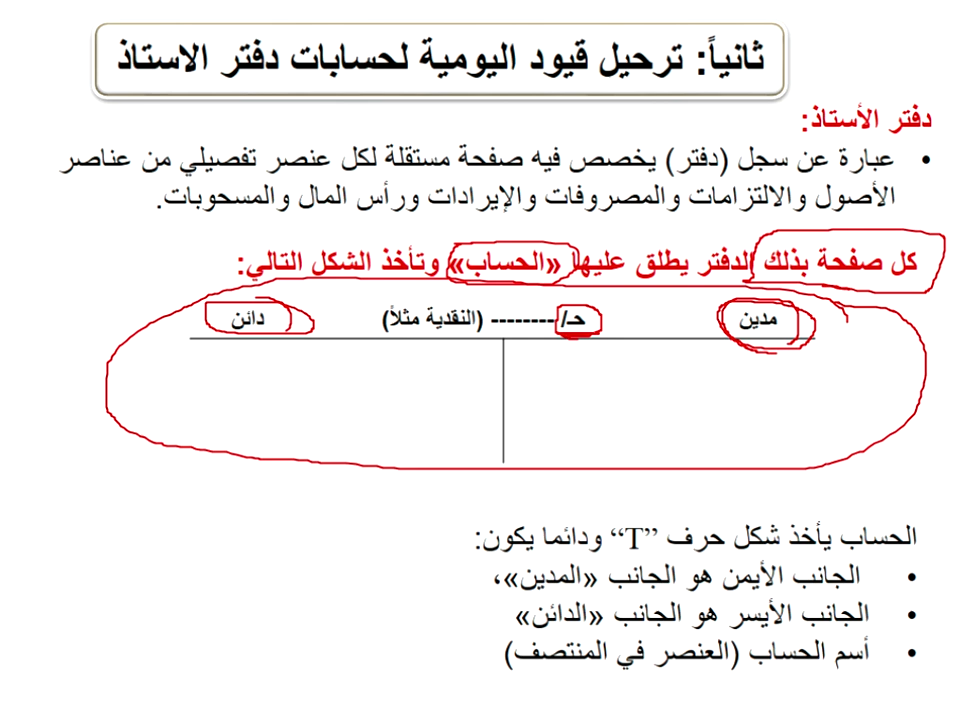 ثانياً: ترحيل قيود اليومية لحسابات دفتر الاستاذ
دفتر الأستاذ:
• عبارة عن سجل (دفتر) يخصص فيه صفحة مستقلة لكل عنصر تفصيلي من عناصر
الأصول والالتزامات والمصروفات والإيرادات ورأس المال والمسحوبات.
كل صفحة بذلك الدفتر يطلق عليها «الحساب» وتأخذ الشكل التالي:
مدين حـ/ -------- (النقدية مثلاً) دائن
الحساب يأخذ شكل حرف ”T“ ودائما يكون:
• الجانب الأيمن هو الجانب «المدين»،
• الجانب الأيسر هو الجانب «الدائن»
• أسم الحساب (العنصر في المنتصف)